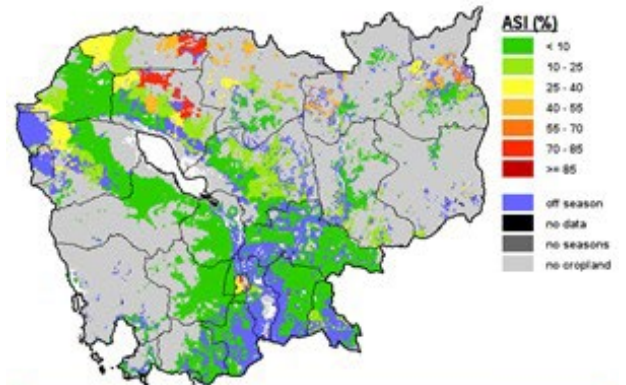 ASI (%)
< 10
10 - 25
25 - 40
40 - 55
55 - 70
70 - 85
>= 85
off season
no data
no seasons
no cropland